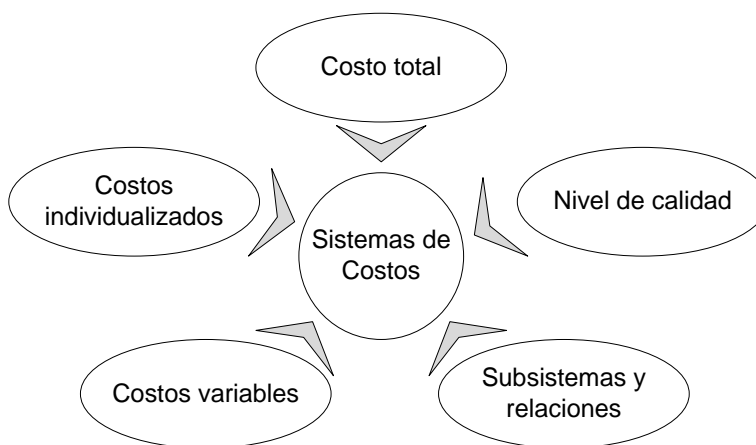 Costo total
Costos
individualizados
Nivel de calidad
Sistemas de
Costos
Costos variables
Subsistemas y
relaciones